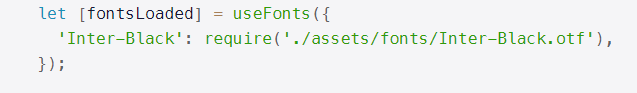 let [fontsLoaded] = useFonts({
'Inter-Black': require('./assets/fonts/Inter-Black.otf'),
});